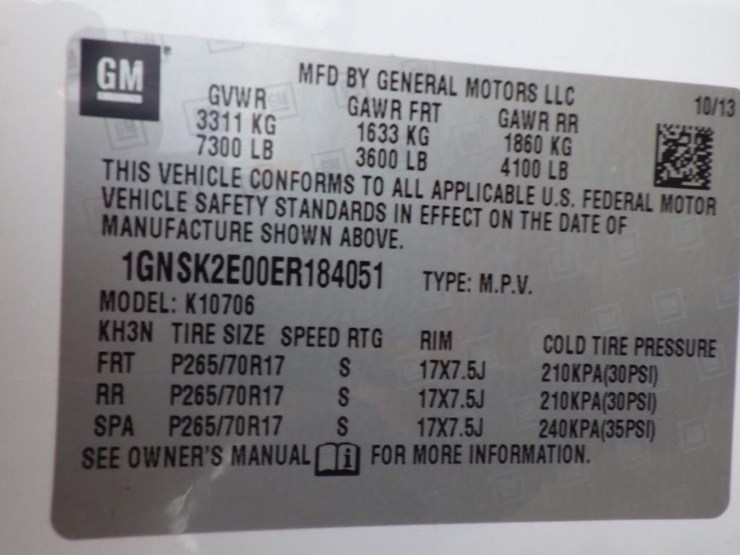 GM
MFD BY GENERAL MOTORS LLC 10/13
GVWR GAWR FRT GAWR RR
3311 KG 1633 KG 1860 KG
7300 LB 3600 LB 4100 LB
THIS VEHICLE CONFORMS TO ALL APPLICABLE U.S. FEDERAL MOTOR
VEHICLE SAFETY STANDARDS IN EFFECT ON THE DATE OF
MANUFACTURE SHOWN ABOVE.
1GNSK2E00ER184051 TYPE: M.P.V.
MODEL: K10706
KH3N TIRE SIZE SPEED RTG RIM COLD TIRE PRESSURE
FRT P265/70R17 S 17X7.5J 210KPA(30PSI)
RR P265/70R17 S 17X7.5J 210KPA(30PSI)
SPA P265/70R17 S 17X7.5J 240KPA(35PSI)
SEE OWNER'S MANUAL i FOR MORE INFORMATION.